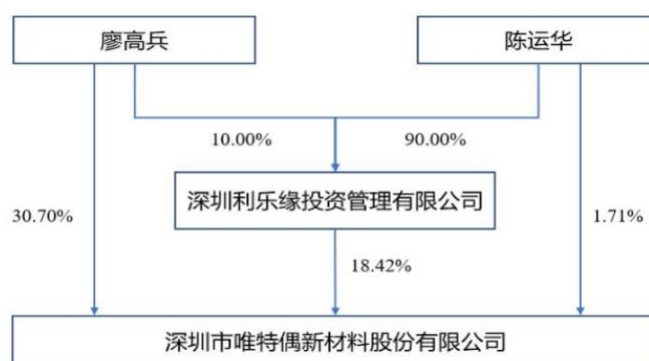 廖高兵
陈运华
10.00%
90.00%
深圳利乐缘投资管理有限公司
30.70%
1.71%
18.42%
深圳市唯特偶新材料股份有限公司